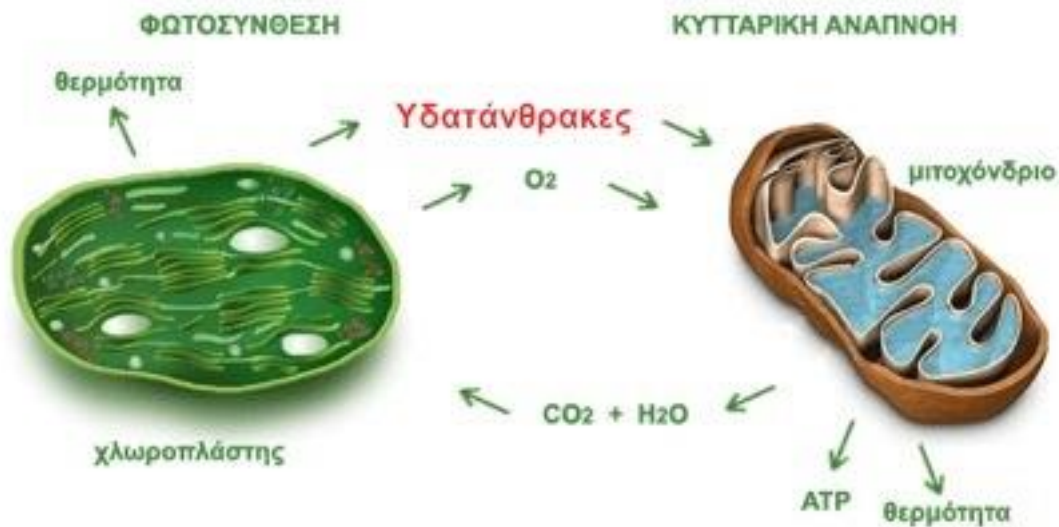 ΦΩΤΟΣΥΝΘΕΣΗ
ΚΥΤΤΑΡΙΚΗ ΑΝΑΠΝΟΗ
θερμότητα
Υδατάνθρακες
O2
μιτοχόνδριο
CO2 + H2O
χλωροπλάστης
ATP
θερμότητα